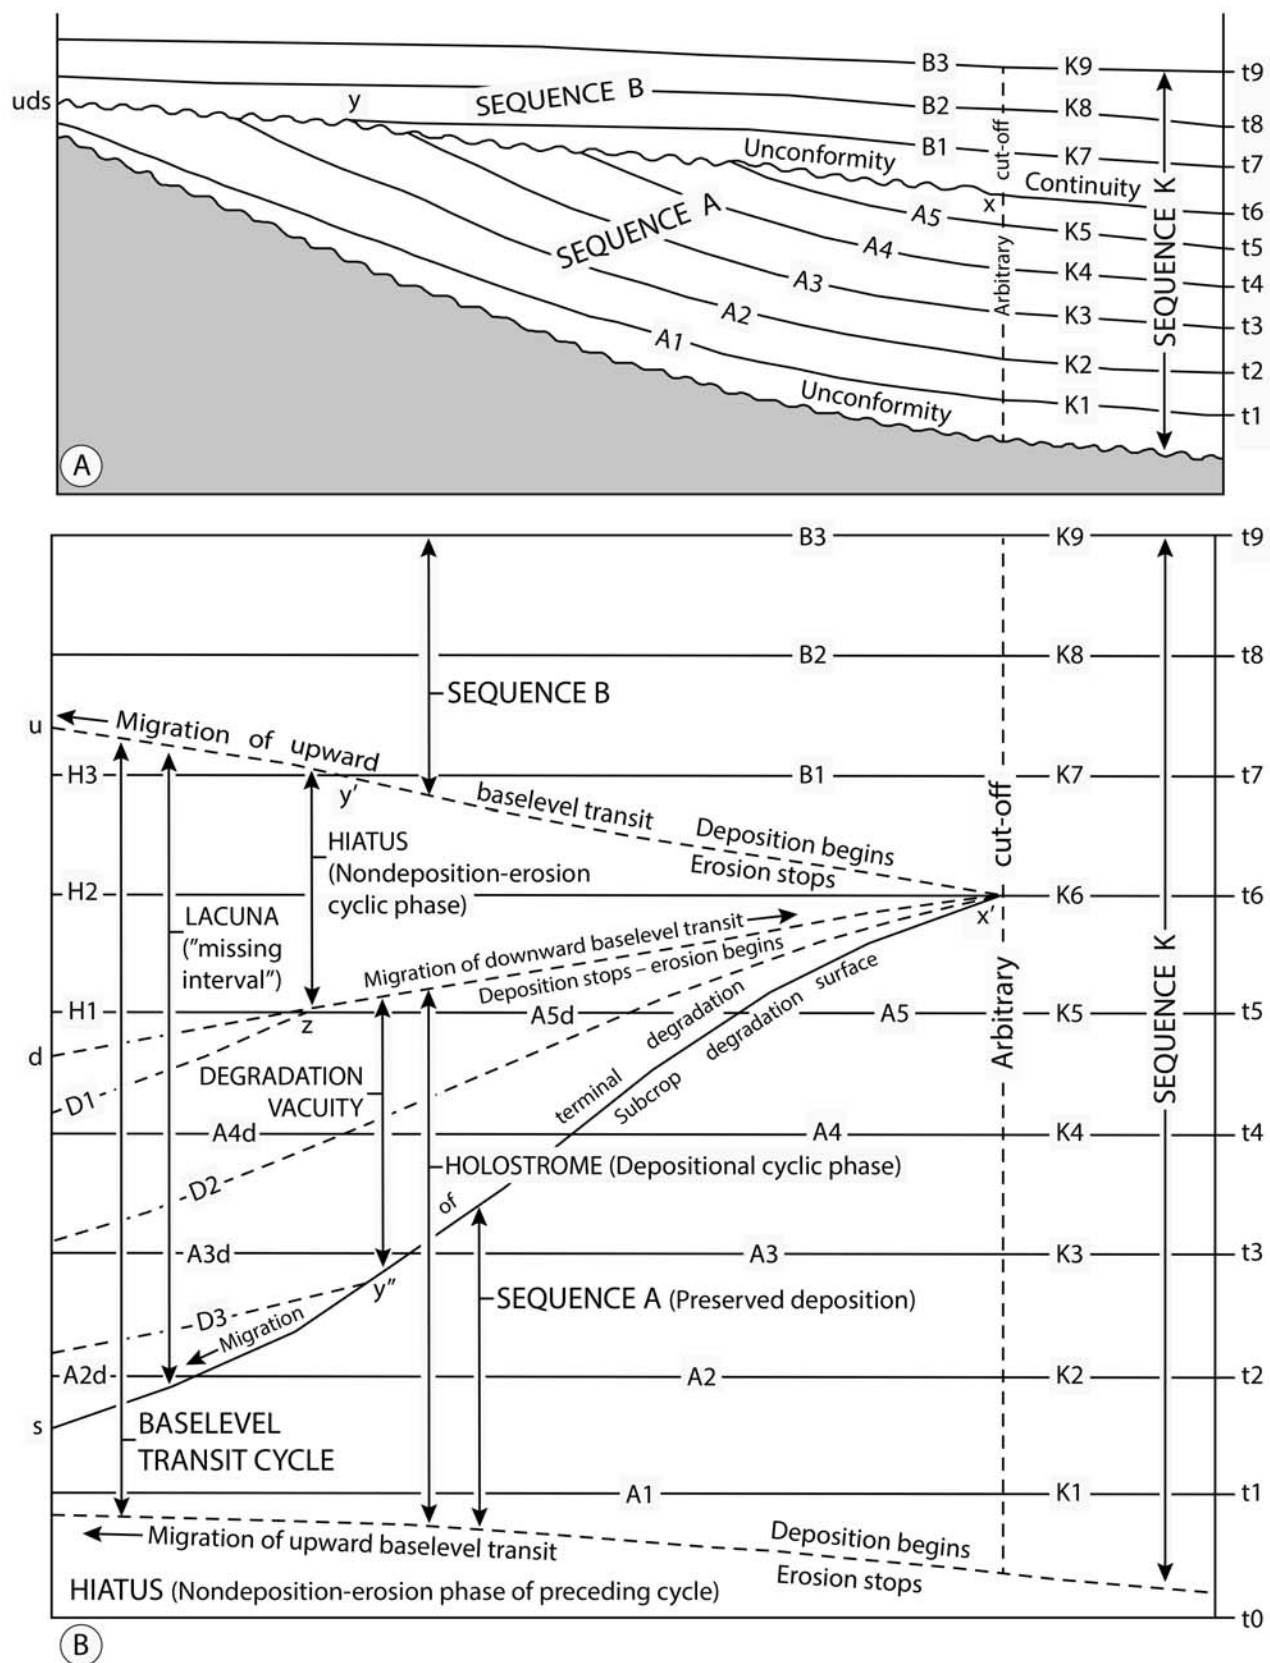 B3
K9
t9
uds
y
SEQUENCE B
B2
K8
t8
Unconformity
B1
K7
t7
cut-off
Continuity
x
t6
SEQUENCE A
A5
K5
t5
A4
K4
t4
Arbitrary
A3
K3
t3
SEQUENCE K
A2
K2
t2
A1
Unconformity
K1
t1
A
B3
K9
t9
B2
K8
t8
SEQUENCE B
u
Migration of upward
baselevel transit
H3
B1
K7
t7
y'
Deposition begins
Erosion stops
cut-off
HIATUS
(Nondeposition-erosion
cyclic phase)
H2
K6
t6
x'
LACUNA
("missing
interval")
Migration of downward baselevel transit
Deposition stops – erosion begins
H1
z
A5d
A5
K5
t5
Arbitrary
SEQUENCE K
d
D1
DEGRADATION
VACUITY
degradation
terminal
of
Migration
Subcrop degradation surface
A4d
A4
K4
t4
HOLOSTROME (Depositional cyclic phase)
D2
A3d
A3
K3
t3
y"
SEQUENCE A (Preserved deposition)
D3
A2d
A2
K2
t2
s
BASELEVEL
TRANSIT CYCLE
A1
K1
t1
Migration of upward baselevel transit
Deposition begins
Erosion stops
HIATUS (Nondeposition-erosion phase of preceding cycle)
t0
B